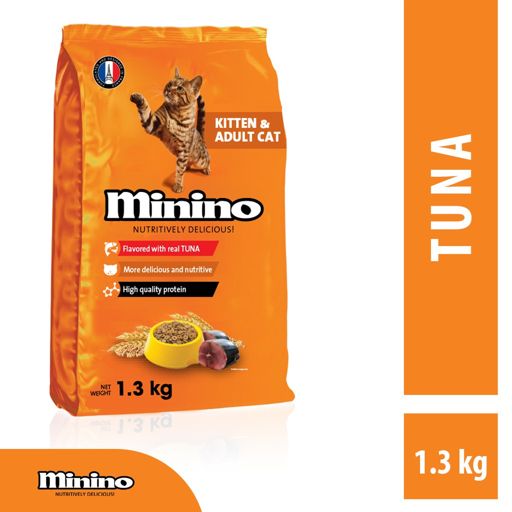 KITTEN &
ADULT CAT
Minino
NUTRITIVELY DELICIOUS!
Flavored with real TUNA
More delicious and nutritive
High quality protein
NET
WEIGHT 1.3 kg
TUNA
1.3 kg
Minino
NUTRITIVELY DELICIOUS!